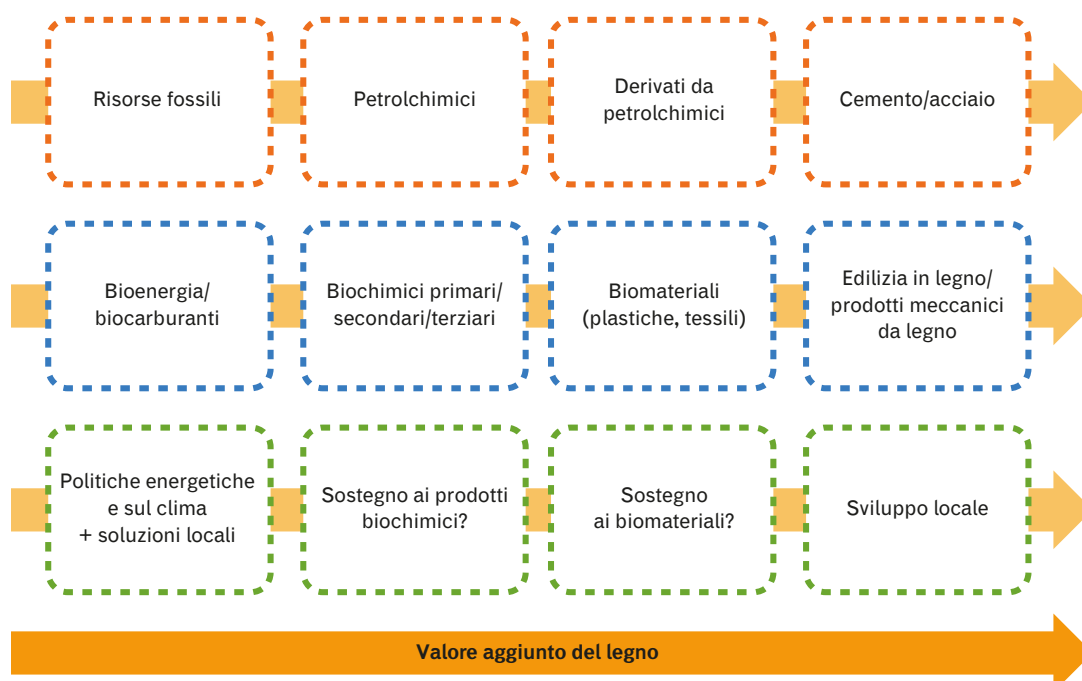 Risorse fossili
Petrolchimici
Derivati da
petrolchimici
Cemento/acciaio
Bioenergia/
biocarburanti
Biochimici primari/
secondari/terziari
Biomateriali
(plastiche, tessili)
Edilizia in legno/
prodotti meccanici
da legno
Politiche energetiche
e sul clima
+ soluzioni locali
Sostegno ai prodotti
biochimici?
Sostegno
ai biomateriali?
Sviluppo locale
Valore aggiunto del legno